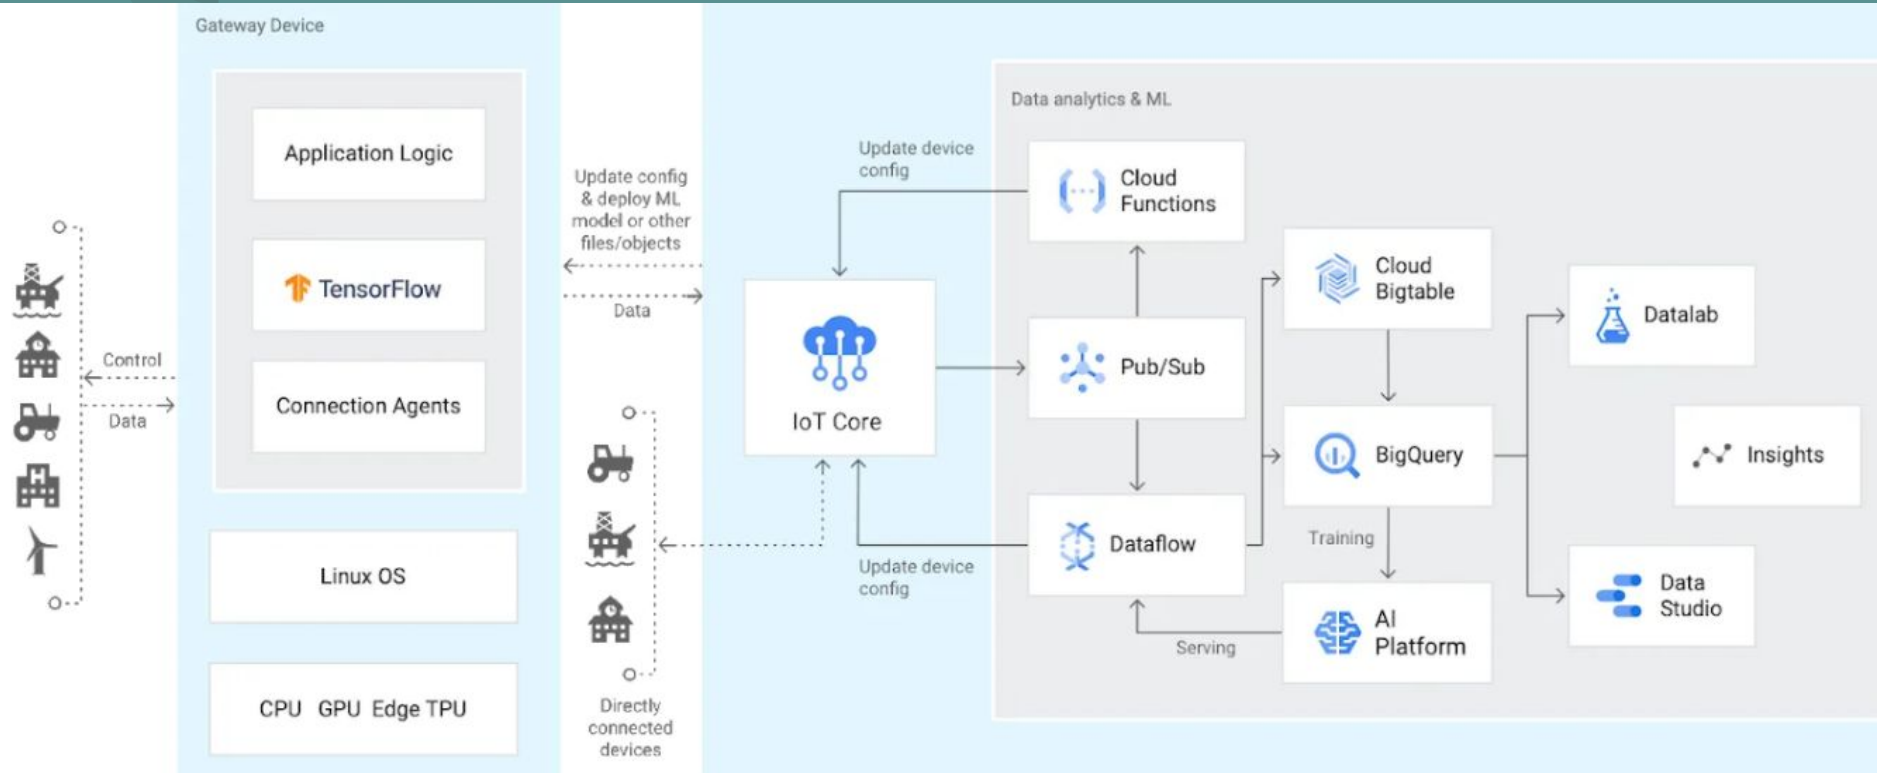 Gateway Device
Application Logic
TensorFlow
Connection Agents
Linux OS
CPU GPU Edge TPU
Control
Data
Update config
& deploy ML
model or other
files/objects
Data
Directly
connected
devices
IoT Core
Update device
config
Update device
config
Data analytics & ML
Cloud
Functions
Pub/Sub
Dataflow
Cloud
Bigtable
BigQuery
Training
AI
Platform
Serving
Datalab
Insights
Data
Studio